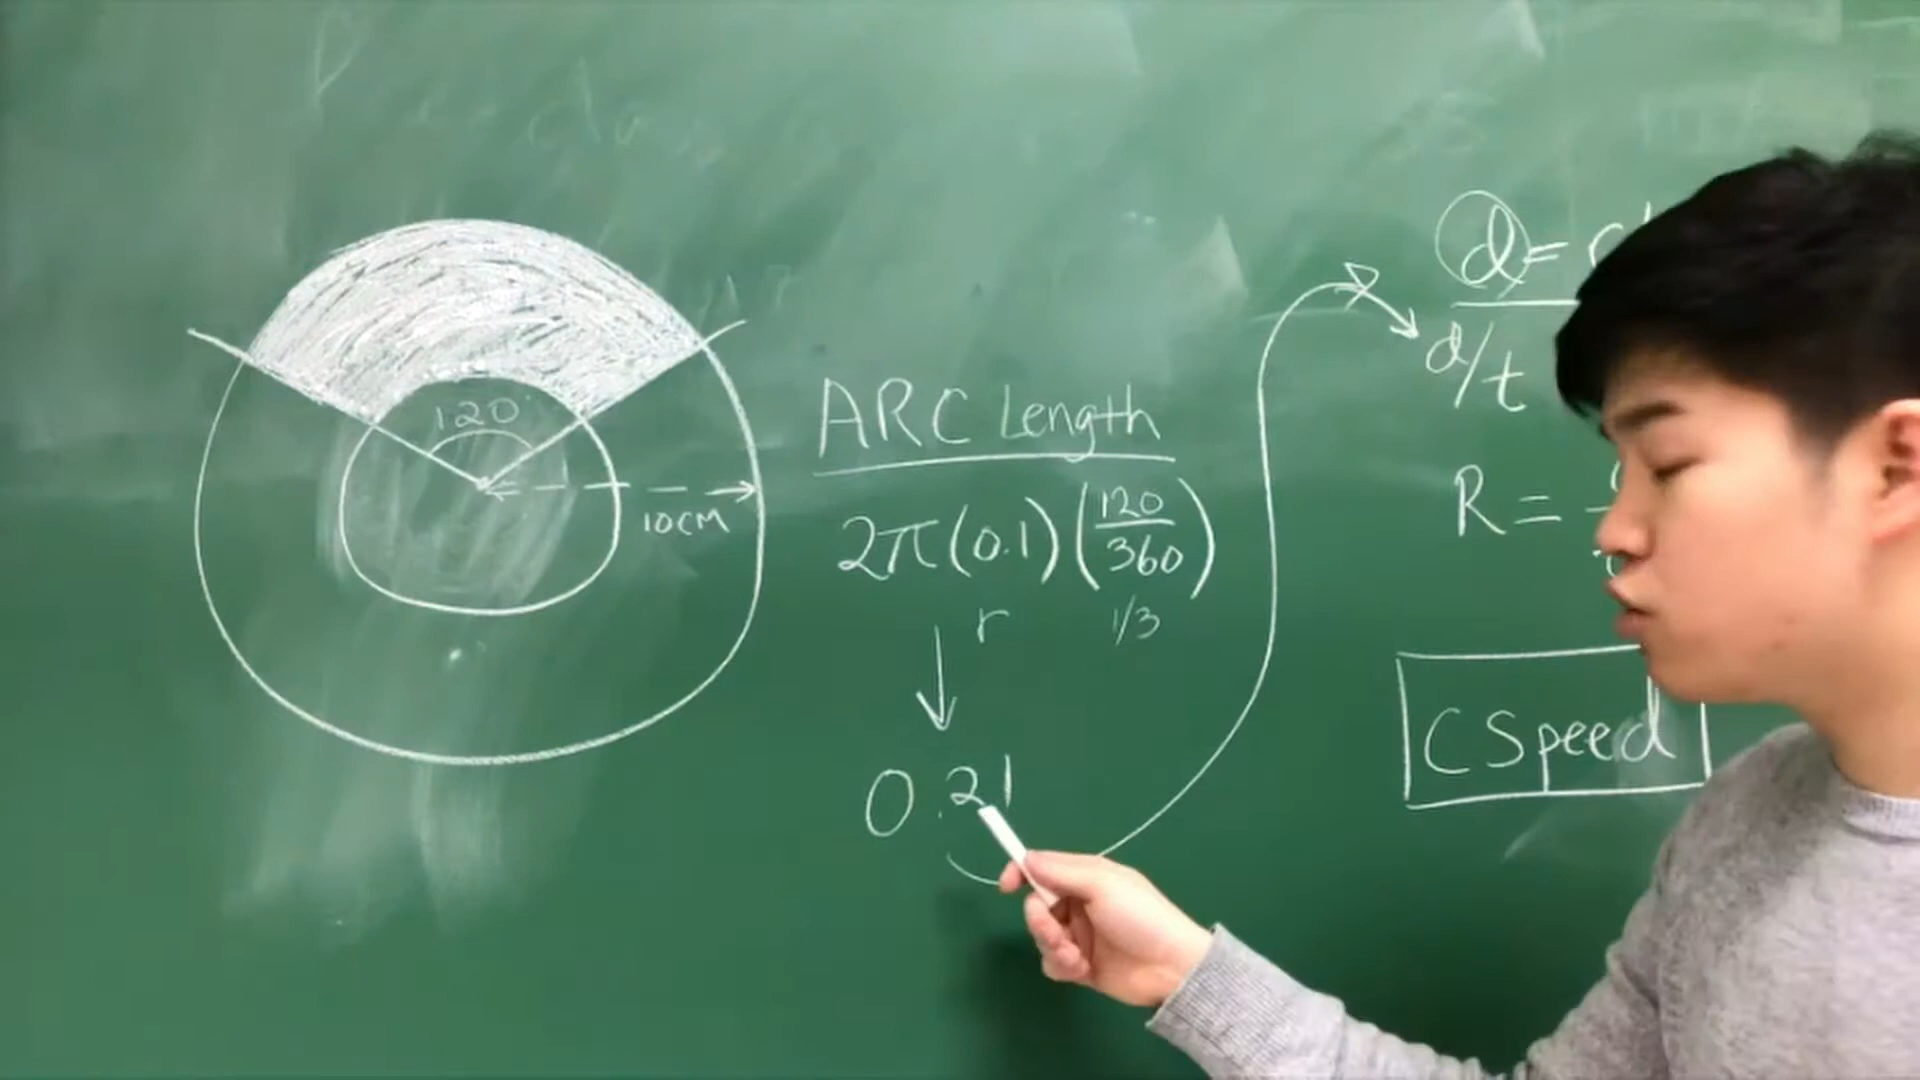 120
10CM
ARC Length
2π(0.1)(120/360)
r 1/3
0.21
d =
d/t
R =
C Speed